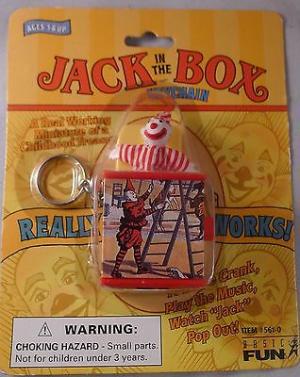 AGES 5 & UP
JACK IN THE BOX
KEYCHAIN
A Real Working
Miniature of a
Childhood Treasure
REALLY WORKS!
Crank,
Play the Music,
Watch "Jack"
Pop Out!
WARNING:
CHOKING HAZARD - Small parts.
Not for children under 3 years.
ITEM #561-0
BASIC
FUN